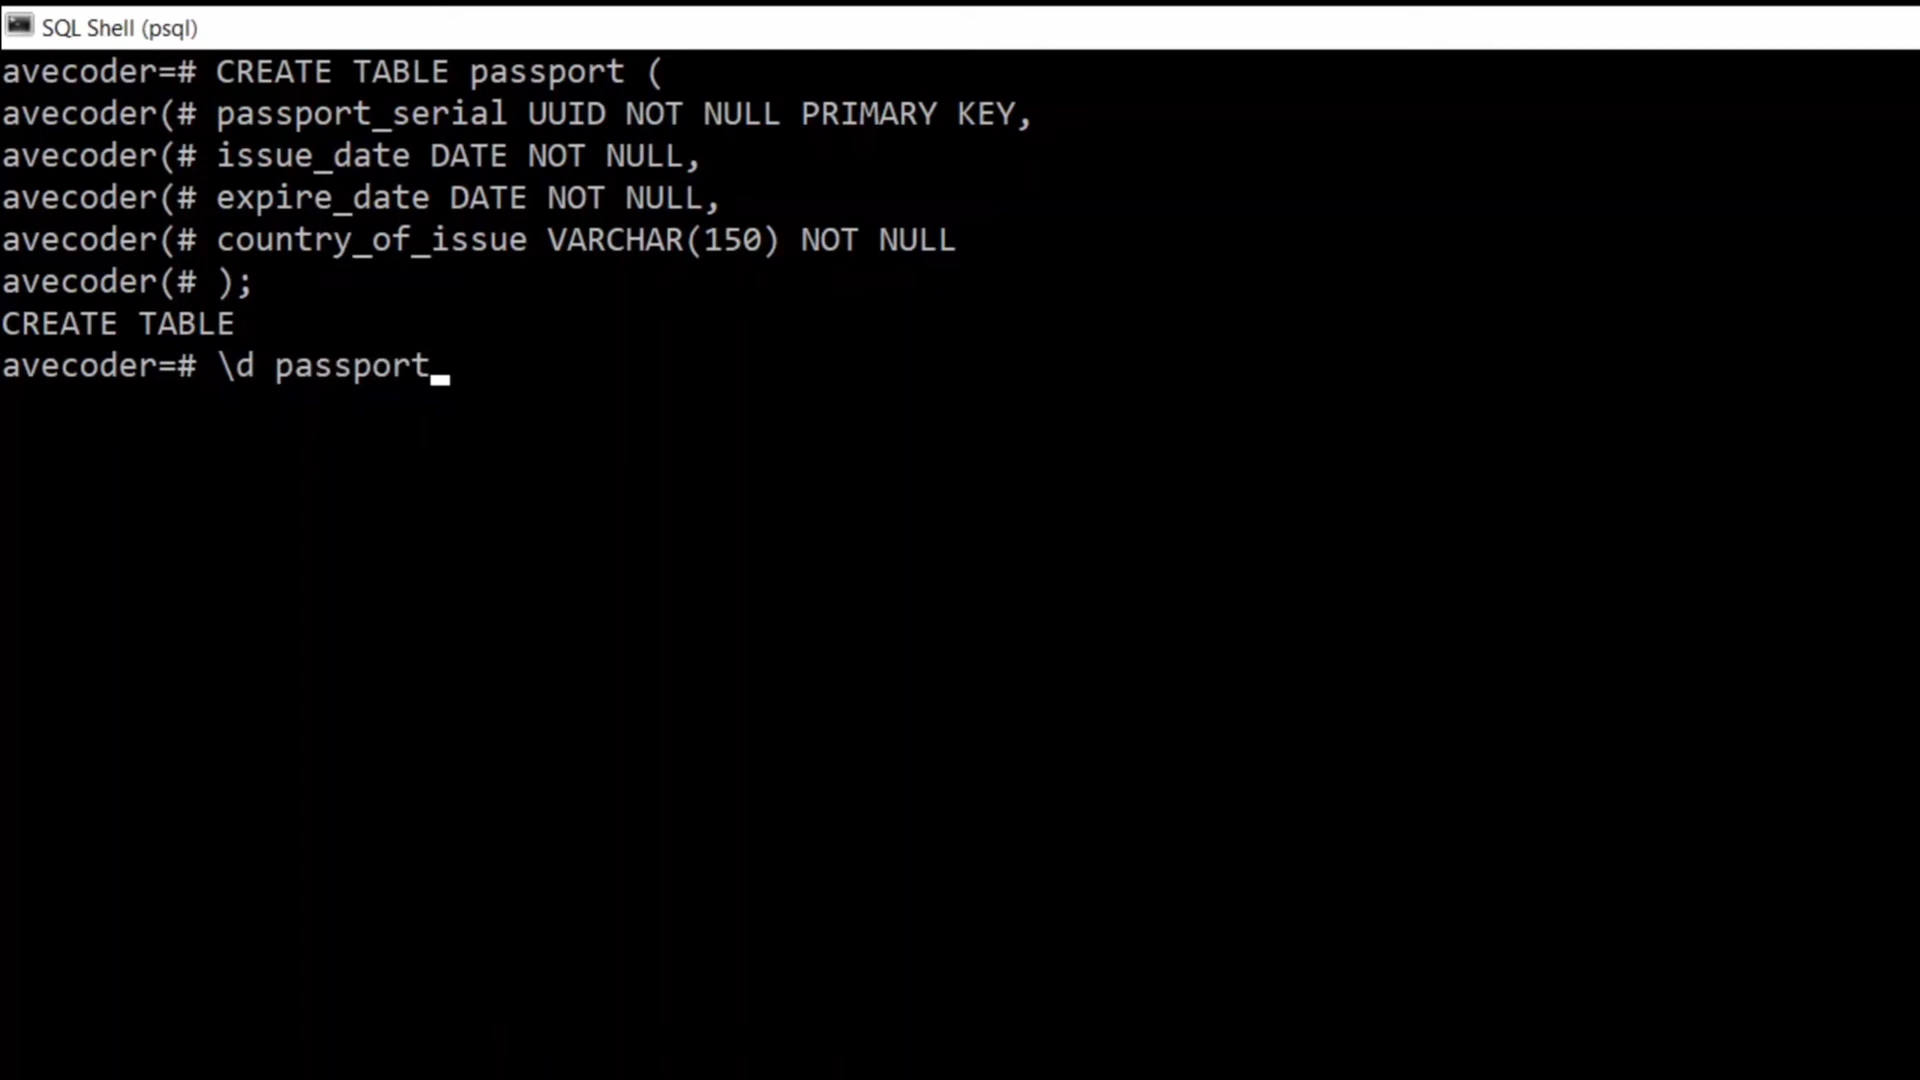 SQL Shell (psql)
avecoder=# CREATE TABLE passport (
avecoder(# passport_serial UUID NOT NULL PRIMARY KEY,
avecoder(# issue_date DATE NOT NULL,
avecoder(# expire_date DATE NOT NULL,
avecoder(# country_of_issue VARCHAR(150) NOT NULL
avecoder(# );
CREATE TABLE
avecoder=# \d passport